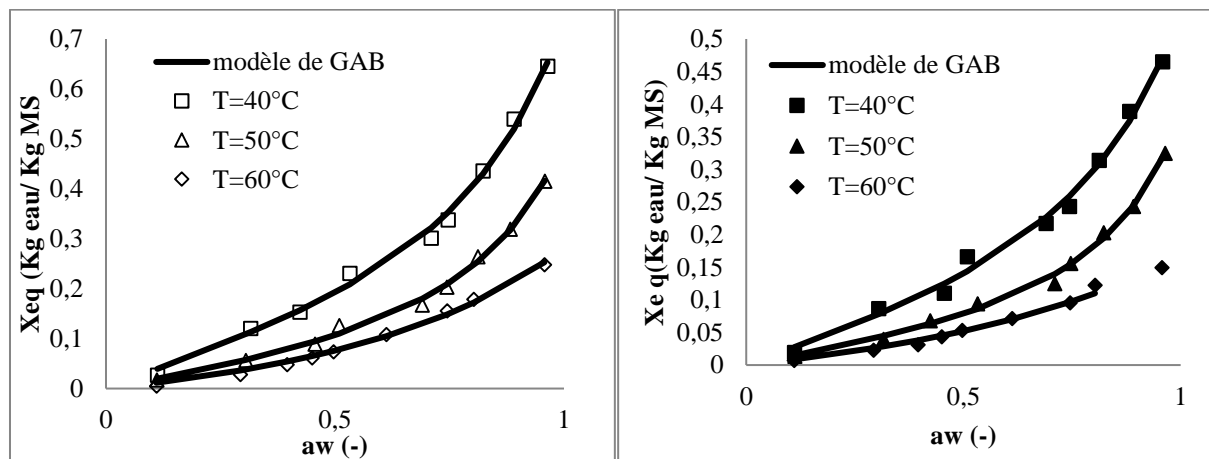 0,7
0,6
0,5
0,4
0,3
0,2
0,1
0
Xeq (Kg eau/ Kg MS
modèle de GAB
T=40°C
T=50°C
T=60°C
0
0,5
1
aw (-)
0,5
0,45
0,4
0,35
0,3
0,25
0,2
0,15
0,1
0,05
0
Xe q(Kg eau/ Kg MS)
modèle de GAB
T=40°C
T=50°C
T=60°C
0
0,5
1
aw (-)